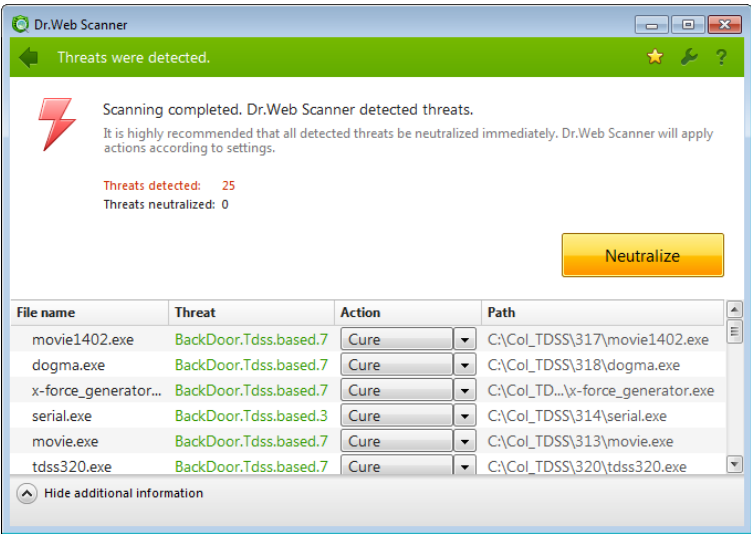 Dr.Web Scanner
Threats were detected.
?
Scanning completed. Dr.Web Scanner detected threats.
It is highly recommended that all detected threats be neutralized immediately. Dr.Web Scanner will apply
actions according to settings.
Threats detected: 25
Threats neutralized: 0
Neutralize
File name Threat Action Path
movie1402.exe BackDoor.Tdss.based.7 Cure C:\Col_TDSS\317\movie1402.exe
dogma.exe BackDoor.Tdss.based.7 Cure C:\Col_TDSS\318\dogma.exe
x-force_generator... BackDoor.Tdss.based.7 Cure C:\Col_TD...\x-force_generator.exe
serial.exe BackDoor.Tdss.based.3 Cure C:\Col_TDSS\314\serial.exe
movie.exe BackDoor.Tdss.based.7 Cure C:\Col_TDSS\313\movie.exe
tdss320.exe BackDoor.Tdss.based.7 Cure C:\Col_TDSS\320\tdss320.exe
Hide additional information